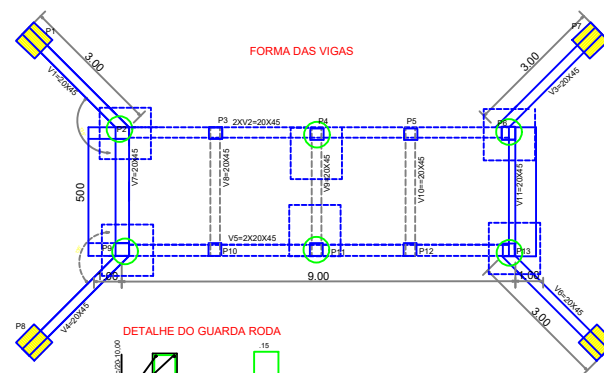 P1
P7
FORMA DAS VIGAS
3.00
3.00
V1=20X45
V3=20X45
P2
P3
2XV2=20X45
P4
P5
P6
500
V7=20X45
V8=20X45
V9=20X45
V10==20X45
V11=20X45
P9
V5=2X20X45
P10
P11
P12
P13
1.00
9.00
1.00
P8
V4=20X45
V6=20X45
3.00
DETALHE DO GUARDA RODA
.15